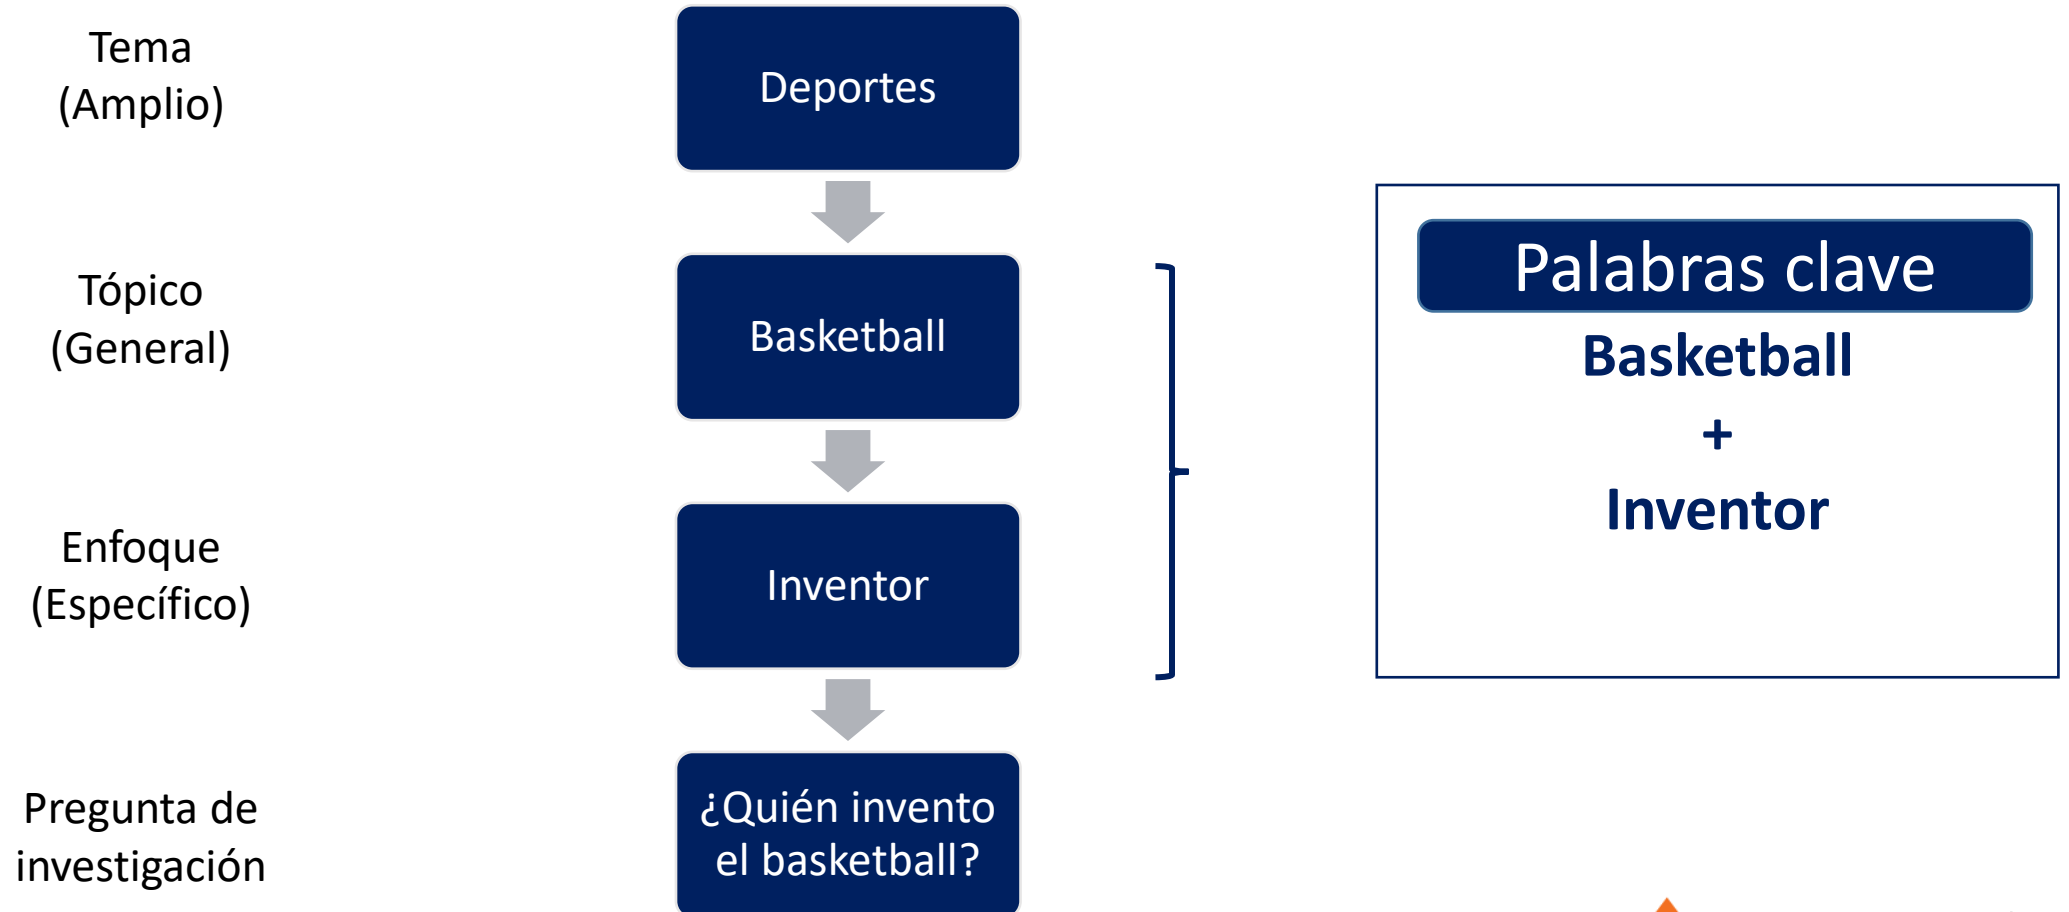 Tema
(Amplio)
Deportes
Tópico
(General)
Basketball
Enfoque
(Específico)
Inventor
Pregunta de
investigación
¿Quién invento
el basketball?
Palabras clave
Basketball
+
Inventor